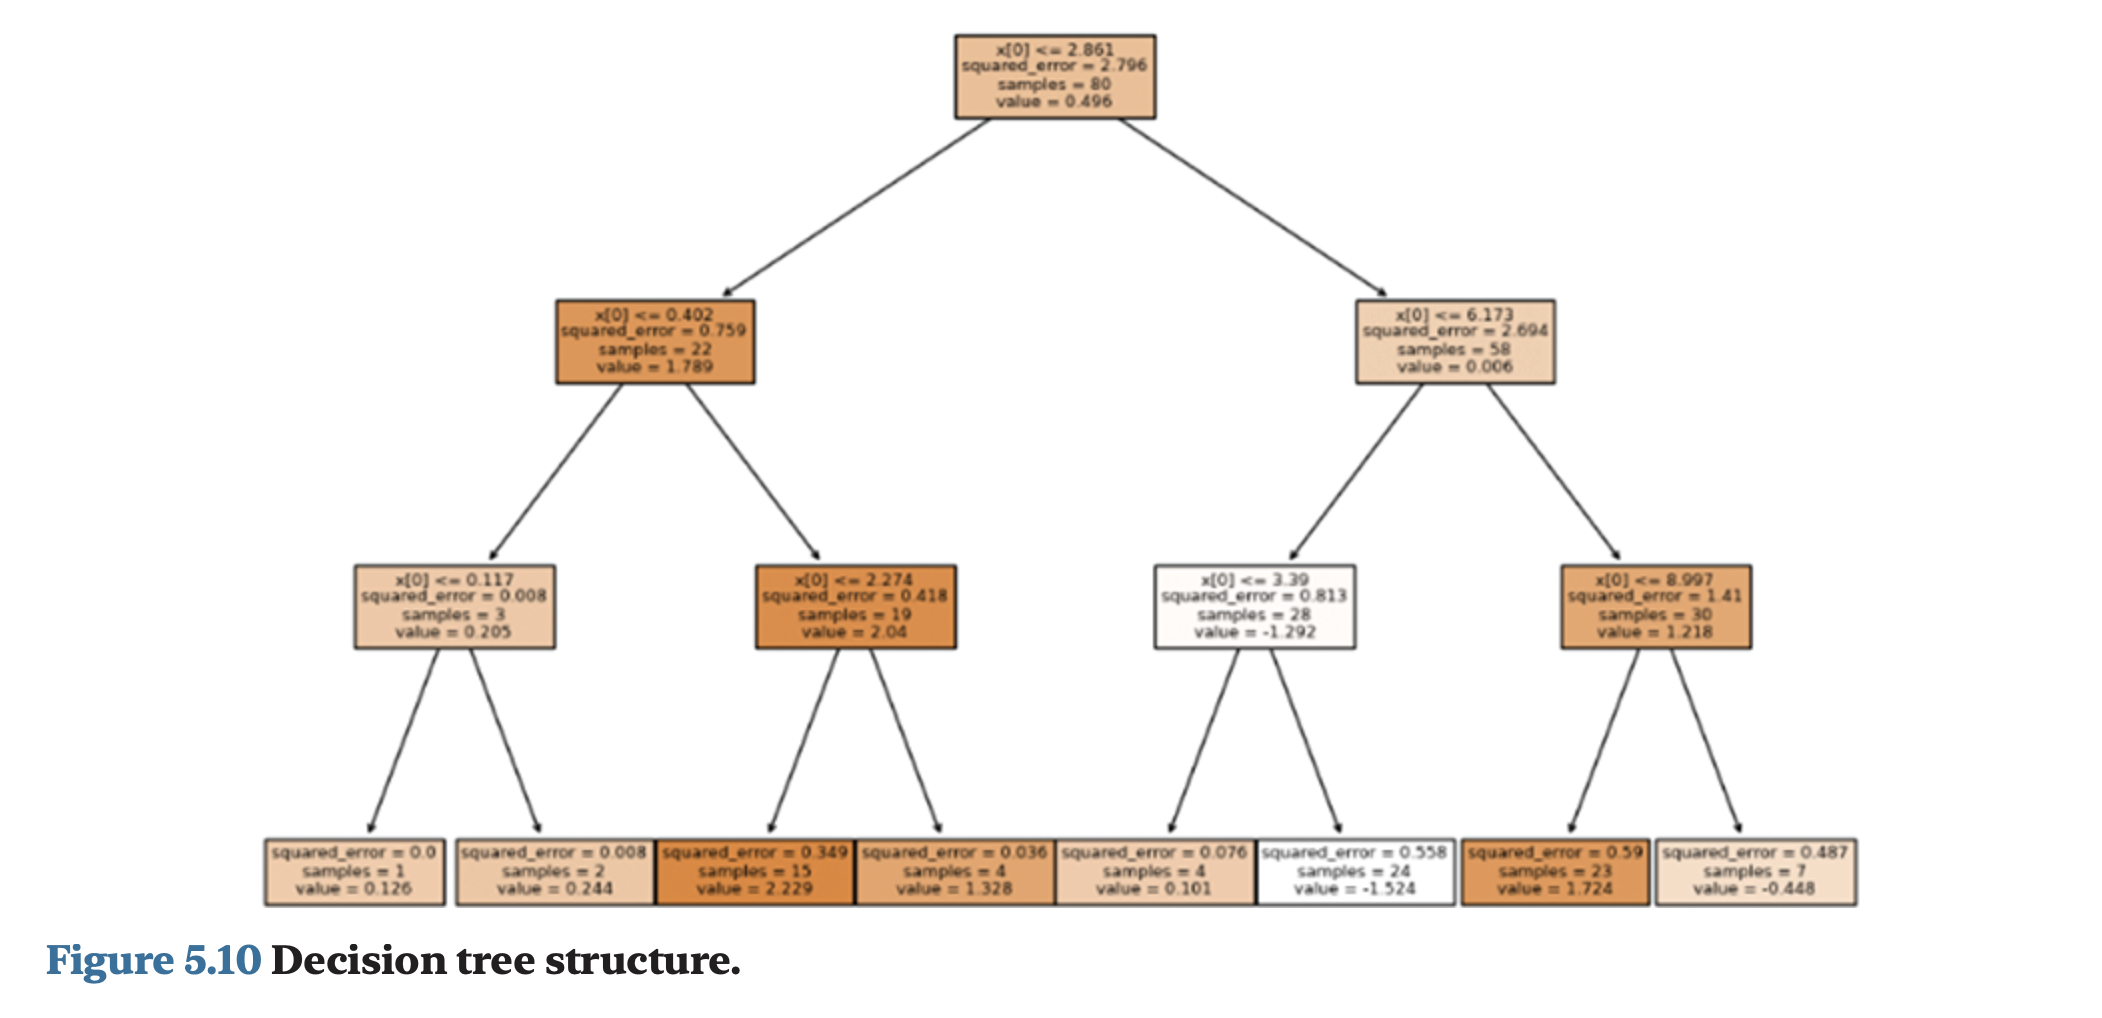 x[0] <= 2.861
squared_error = 2.796
samples = 80
value = 0.496
x[0] <= 0.402
squared_error = 0.759
samples = 22
value = 1.789
x[0] <= 6.173
squared_error = 2.694
samples = 58
value = 0.006
x[0] <= 0.117
squared_error = 0.008
samples = 3
value = 0.205
x[0] <= 2.274
squared_error = 0.418
samples = 19
value = 2.04
x[0] <= 3.39
squared_error = 0.813
samples = 28
value = -1.292
x[0] <= 8.997
squared_error = 1.41
samples = 30
value = 1.218
squared_error = 0.0
samples = 1
value = 0.126
squared_error = 0.008
samples = 2
value = 0.244
squared_error = 0.349
samples = 15
value = 2.229
squared_error = 0.036
samples = 4
value = 1.328
squared_error = 0.076
samples = 4
value = 0.101
squared_error = 0.558
samples = 24
value = -1.524
squared_error = 0.59
samples = 23
value = 1.724
squared_error = 0.487
samples = 7
value = -0.448
Figure 5.10 Decision tree structure.